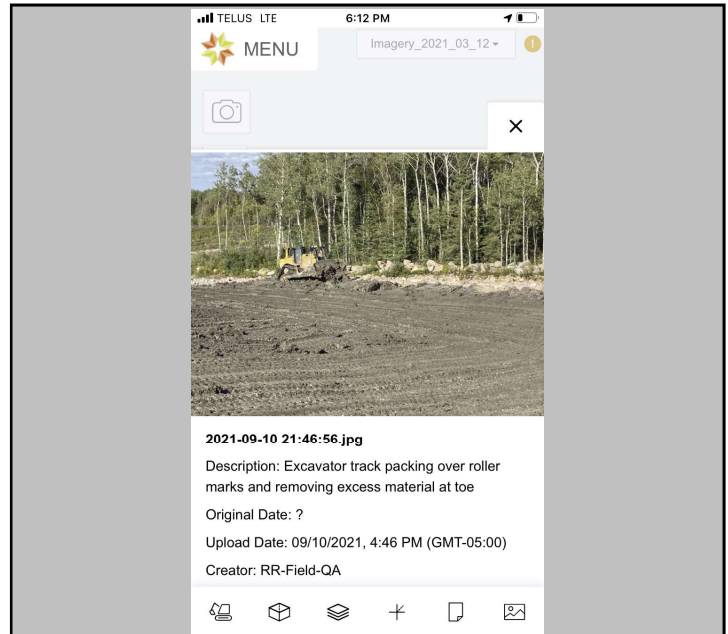 TELUS LTE 6:12 PM
MENU
Imagery_2021_03_12
!
2021-09-10 21:46:56.jpg
Description: Excavator track packing over roller
marks and removing excess material at toe
Original Date: ?
Upload Date: 09/10/2021, 4:46 PM (GMT-05:00)
Creator: RR-Field-QA